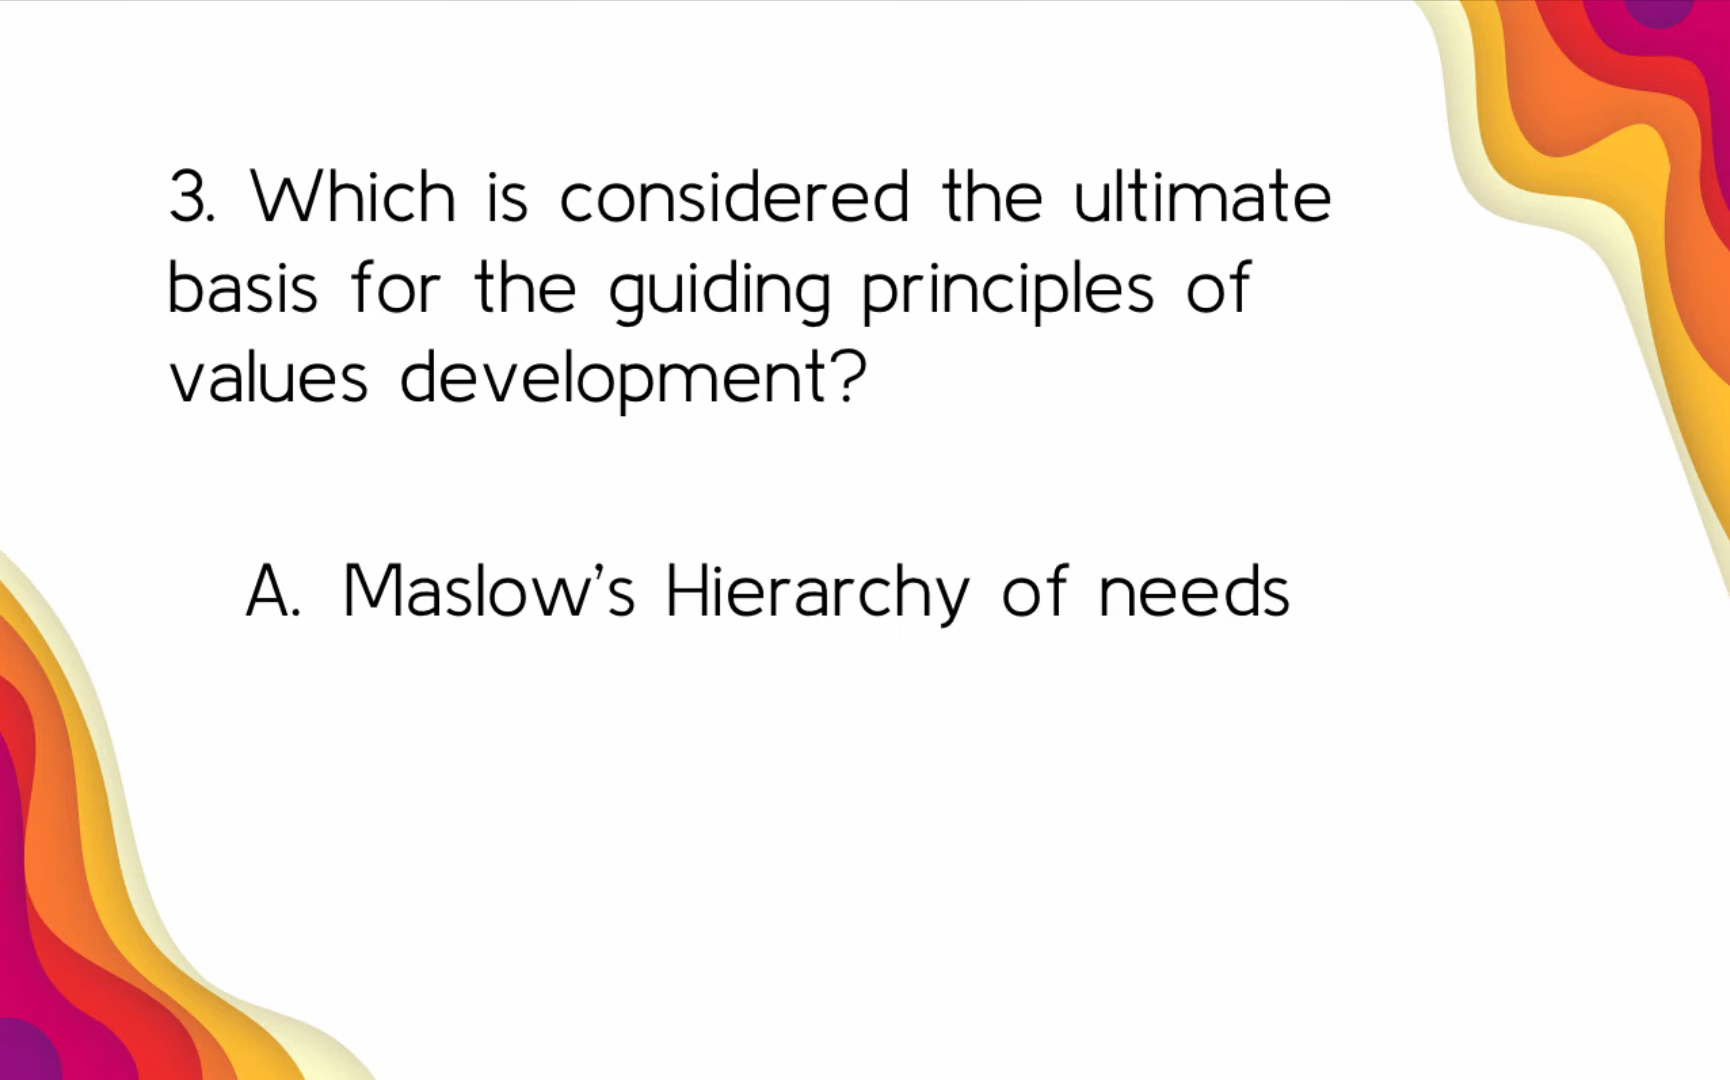 3. Which is considered the ultimate
basis for the guiding principles of
values development?
A. Maslow’s Hierarchy of needs